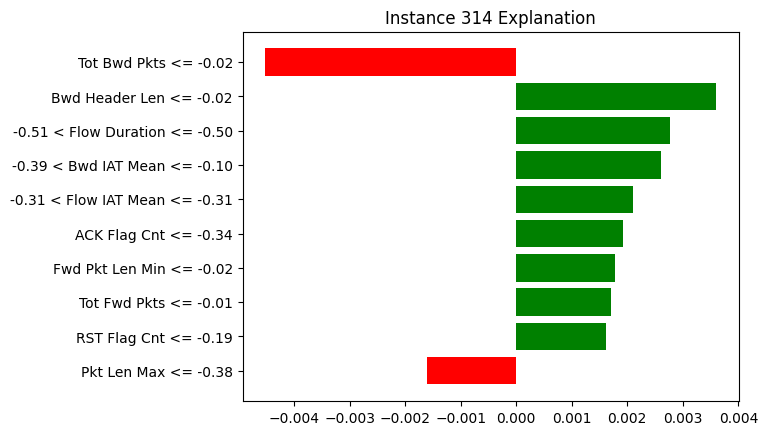 Instance 314 Explanation
Tot Bwd Pkts <= -0.02
Bwd Header Len <= -0.02
-0.51 < Flow Duration <= -0.50
-0.39 < Bwd IAT Mean <= -0.10
-0.31 < Flow IAT Mean <= -0.31
ACK Flag Cnt <= -0.34
Fwd Pkt Len Min <= -0.02
Tot Fwd Pkts <= -0.01
RST Flag Cnt <= -0.19
Pkt Len Max <= -0.38
−0.004 −0.003 −0.002 −0.001 0.000 0.001 0.002 0.003 0.004